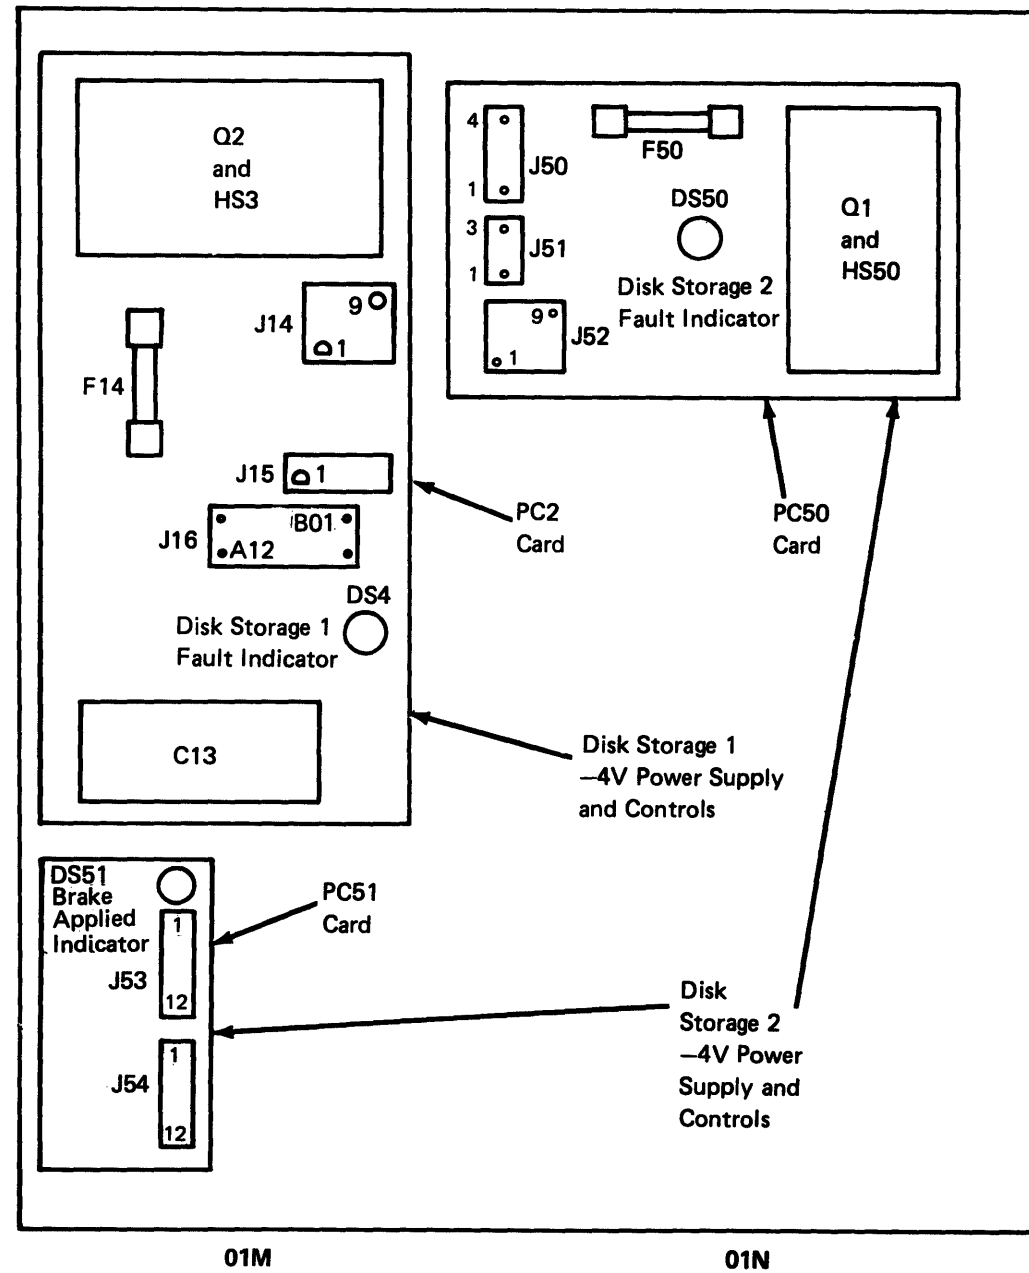 Q2
and
HS3
J14
9
1
F14
J15
1
J16
B01
A12
DS4
Disk Storage 1
Fault Indicator
C13
4
1
J50
3
1
J51
9
1
J52
F50
DS50
Disk Storage 2
Fault Indicator
Q1
and
HS50
PC2
Card
PC50
Card
Disk Storage 1
—4V Power Supply
and Controls
DS51
Brake
Applied
Indicator
1
J53
12
1
J54
12
PC51
Card
Disk
Storage 2
—4V Power
Supply and
Controls
01M
01N